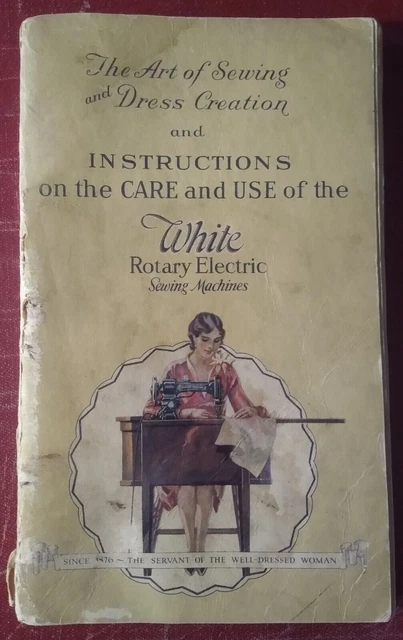 The Art of Sewing
and Dress Creation
and
INSTRUCTIONS
on the CARE and USE of the
White
Rotary Electric
Sewing Machines
SINCE 1876 ~ THE SERVANT OF THE WELL-DRESSED WOMAN